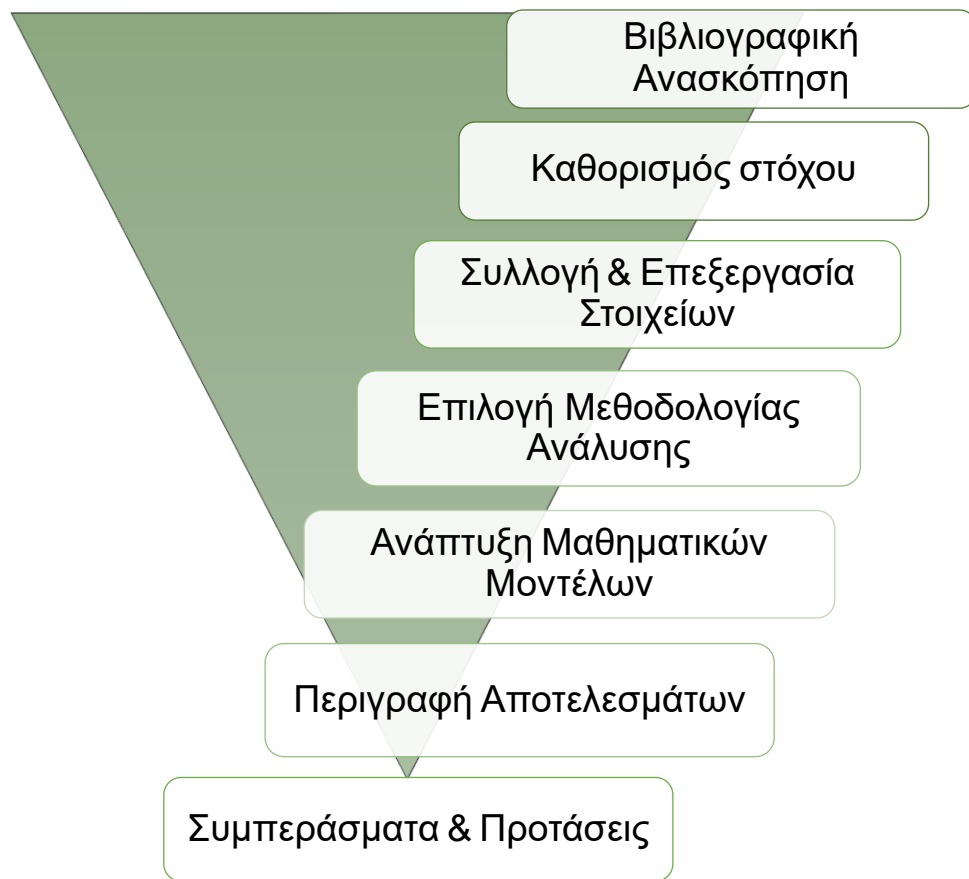 Βιβλιογραφική
Ανασκόπηση
Καθορισμός στόχου
Συλλογή & Επεξεργασία
Στοιχείων
Επιλογή Μεθοδολογίας
Ανάλυσης
Ανάπτυξη Μαθηματικών
Μοντέλων
Περιγραφή Αποτελεσμάτων
Συμπεράσματα & Προτάσεις